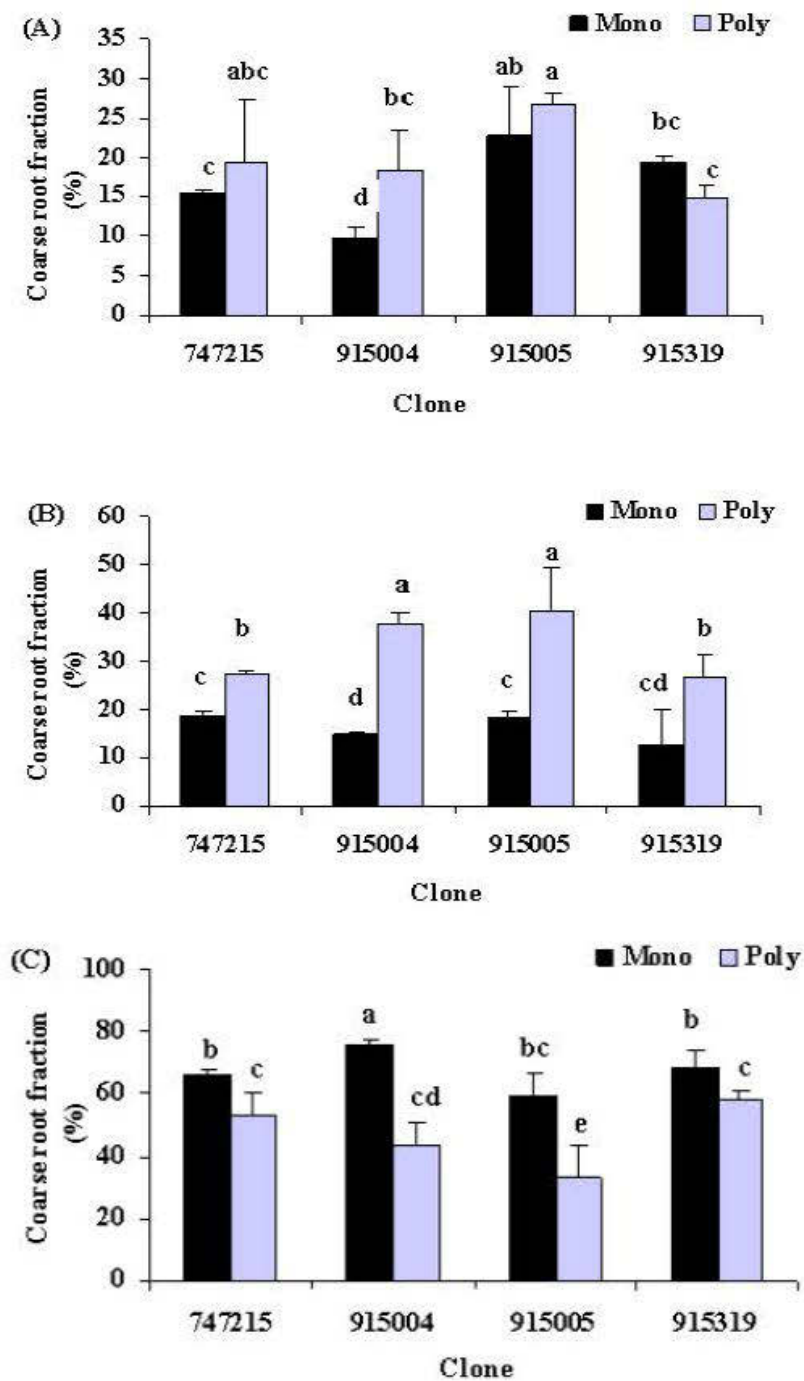 (A)
Mono Poly
Coarse root fraction
(%)
35
30
25
20
15
10
5
0
c abc d bc ab a bc c
747215 915004 915005 915319
Clone
(B)
Mono Poly
Coarse root fraction
(%)
60
50
40
30
20
10
0
c b d a c a cd b
747215 915004 915005 915319
Clone
(C)
Mono Poly
Coarse root fraction
(%)
100
80
60
40
20
0
b c a cd bc e b c
747215 915004 915005 915319
Clone